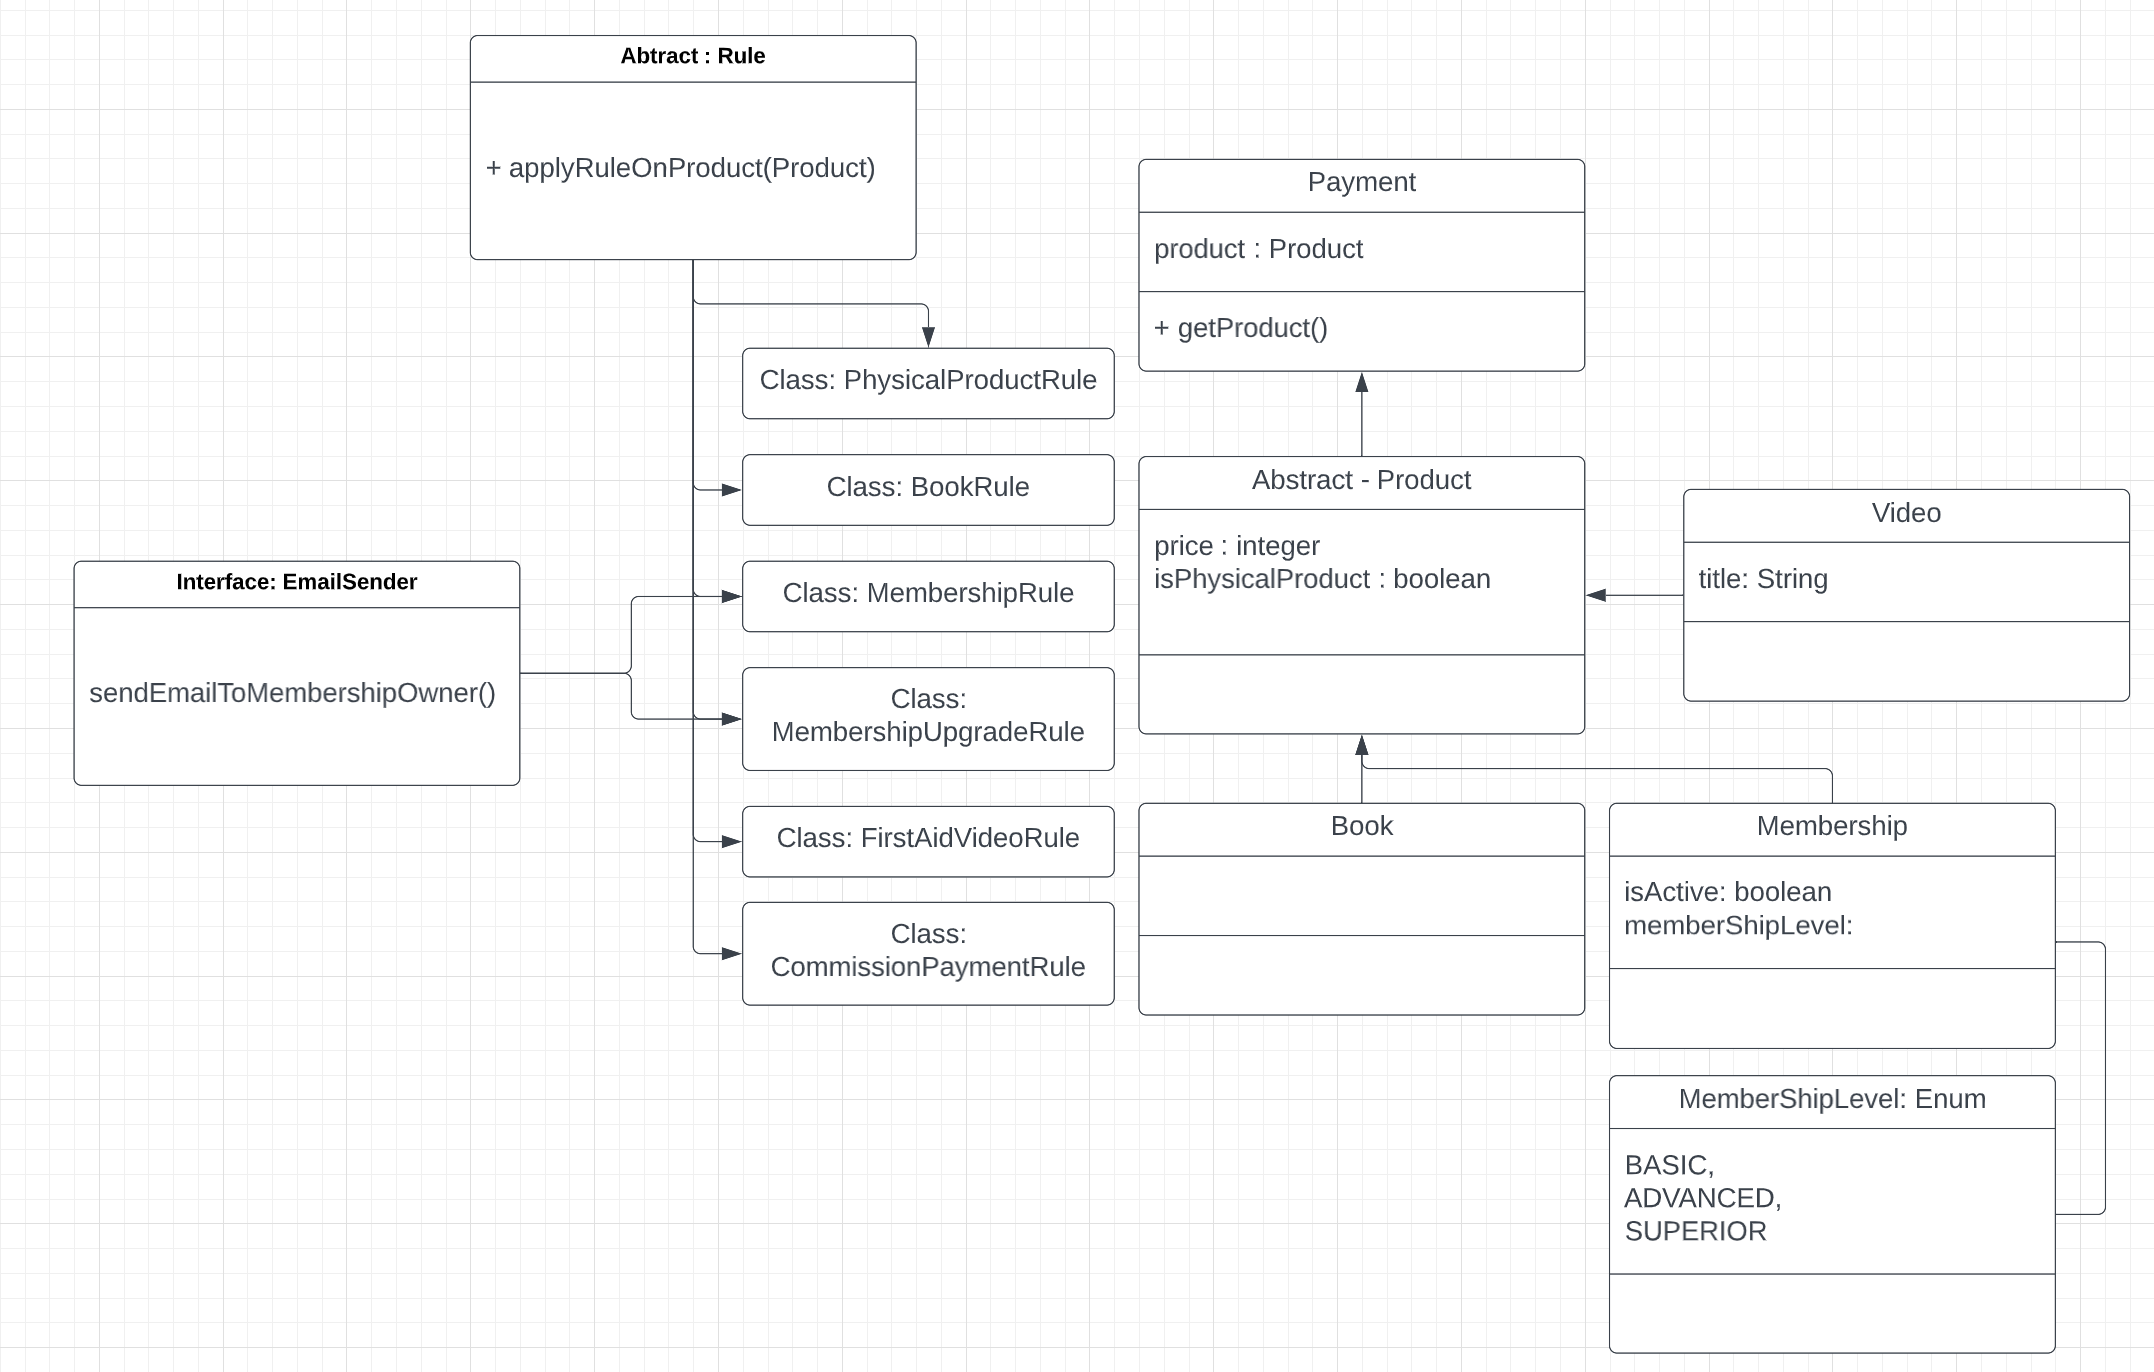 Abtract : Rule
+ applyRuleOnProduct(Product)
Payment
product : Product
+ getProduct()
Class: PhysicalProductRule
Class: BookRule
Class: MembershipRule
Class:
MembershipUpgradeRule
Class: FirstAidVideoRule
Class:
CommissionPaymentRule
Interface: EmailSender
sendEmailToMembershipOwner()
Abstract - Product
price : integer
isPhysicalProduct : boolean
Video
title: String
Book
Membership
isActive: boolean
memberShipLevel:
MemberShipLevel: Enum
BASIC,
ADVANCED,
SUPERIOR